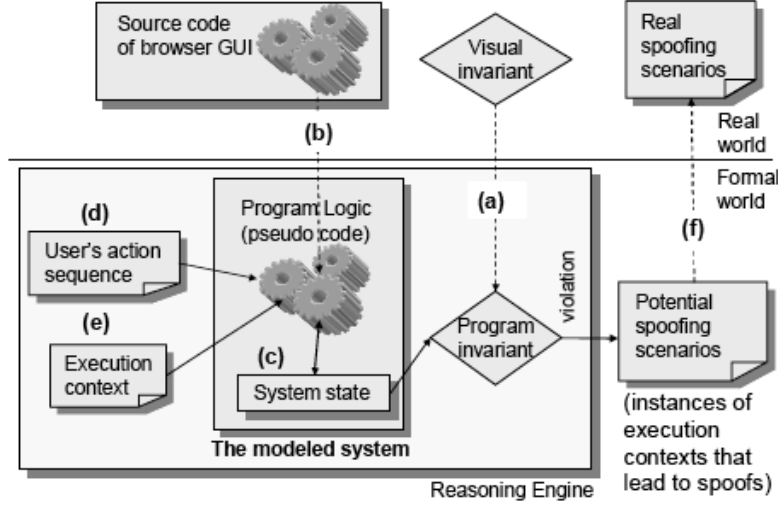 Source code
of browser GUI
Visual
invariant
Real
spoofing
scenarios
(b)
Real
world
Formal
world
(a)
(d)
Program Logic
(pseudo code)
(f)
User's action
sequence
(e)
violation
Program
invariant
Potential
spoofing
scenarios
Execution
context
(c)
System state
The modeled system
(instances of
execution
contexts that
lead to spoofs)
Reasoning Engine